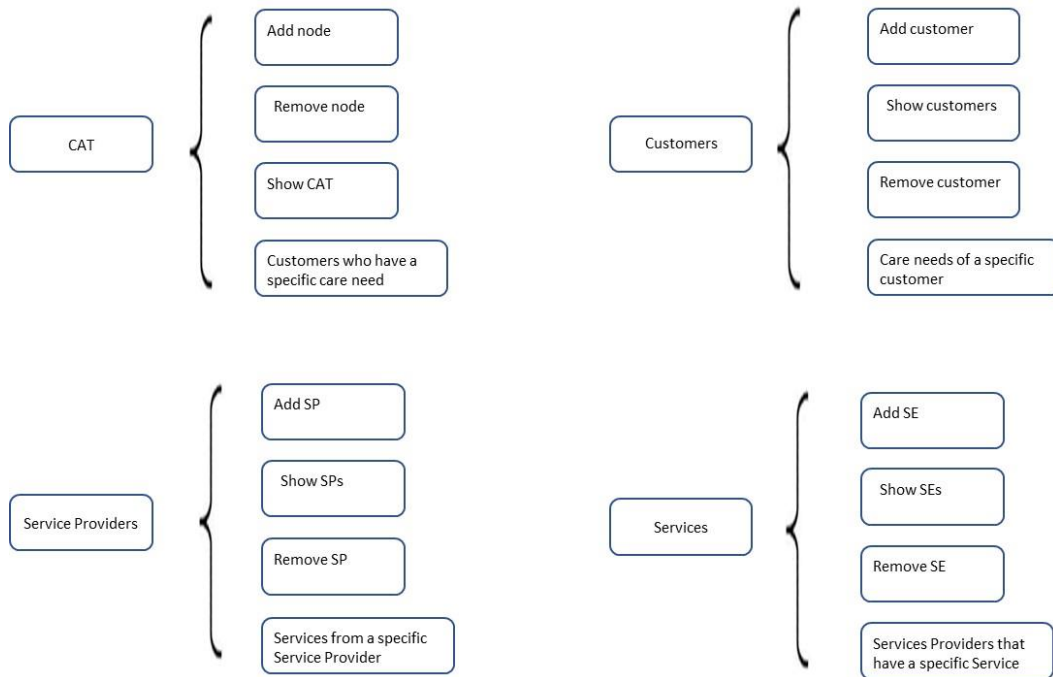 CAT
Add node
Remove node
Show CAT
Customers who have a
specific care need
Customers
Add customer
Show customers
Remove customer
Care needs of a specific
customer
Service Providers
Add SP
Show SPs
Remove SP
Services from a specific
Service Provider
Services
Add SE
Show SEs
Remove SE
Services Providers that
have a specific Service